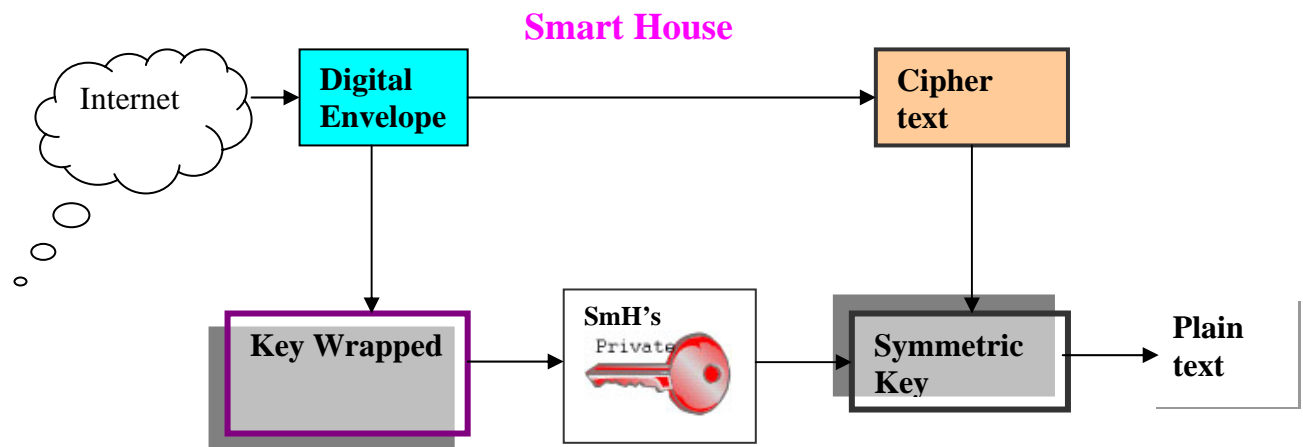 Smart House
Internet
Digital
Envelope
Cipher
text
Key Wrapped
SmH's
Private
Symmetric
Key
Plain
text